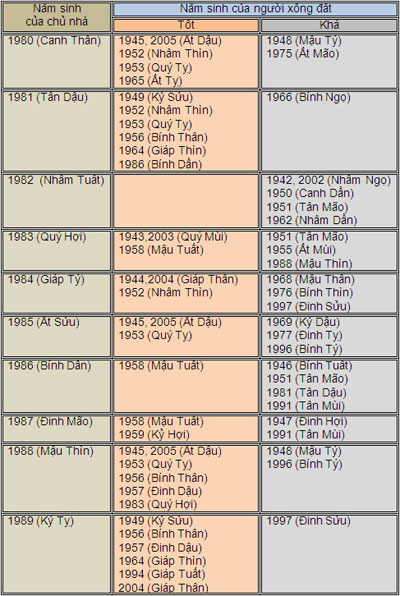 Năm sinh
của chủ nhà
Năm sinh của người xông đất
Tốt
Khá
1980 (Canh Thân)
1945, 2005 (Ất Dậu)
1952 (Nhâm Thìn)
1953 (Quý Tỵ)
1965 (Ất Tỵ)
1948 (Mậu Tý)
1975 (Ất Mão)
1981 (Tân Dậu)
1949 (Kỷ Sửu)
1952 (Nhâm Thìn)
1953 (Quý Tỵ)
1956 (Bính Thân)
1964 (Giáp Thìn)
1986 (Bính Dần)
1966 (Bính Ngọ)
1982 (Nhâm Tuất)
1942, 2002 (Nhâm Ngọ)
1950 (Canh Dần)
1951 (Tân Mão)
1962 (Nhâm Dần)
1983 (Quý Hợi)
1943,2003 (Quý Mùi)
1958 (Mậu Tuất)
1951 (Tân Mão)
1955 (Ất Mùi)
1988 (Mậu Thìn)
1984 (Giáp Tý)
1944,2004 (Giáp Thân)
1952 (Nhâm Thìn)
1968 (Mậu Thân)
1976 (Bính Thìn)
1997 (Đinh Sửu)
1985 (Ất Sửu)
1945, 2005 (Ất Dậu)
1953 (Quý Tỵ)
1969 (Kỷ Dậu)
1977 (Đinh Tỵ)
1996 (Bính Tý)
1986 (Bính Dần)
1958 (Mậu Tuất)
1946 (Bính Tuất)
1951 (Tân Mão)
1981 (Tân Dậu)
1991 (Tân Mùi)
1987 (Đinh Mão)
1958 (Mậu Tuất)
1959 (Kỷ Hợi)
1947 (Đinh Hợi)
1991 (Tân Mùi)
1988 (Mậu Thìn)
1945, 2005 (Ất Dậu)
1953 (Quý Tỵ)
1956 (Bính Thân)
1957 (Đinh Dậu)
1983 (Quý Hợi)
1948 (Mậu Tý)
1996 (Bính Tý)
1989 (Kỷ Tỵ)
1949 (Kỷ Sửu)
1956 (Bính Thân)
1957 (Đinh Dậu)
1964 (Giáp Thìn)
1994 (Giáp Tuất)
2004 (Giáp Thân)
1997 (Đinh Sửu)